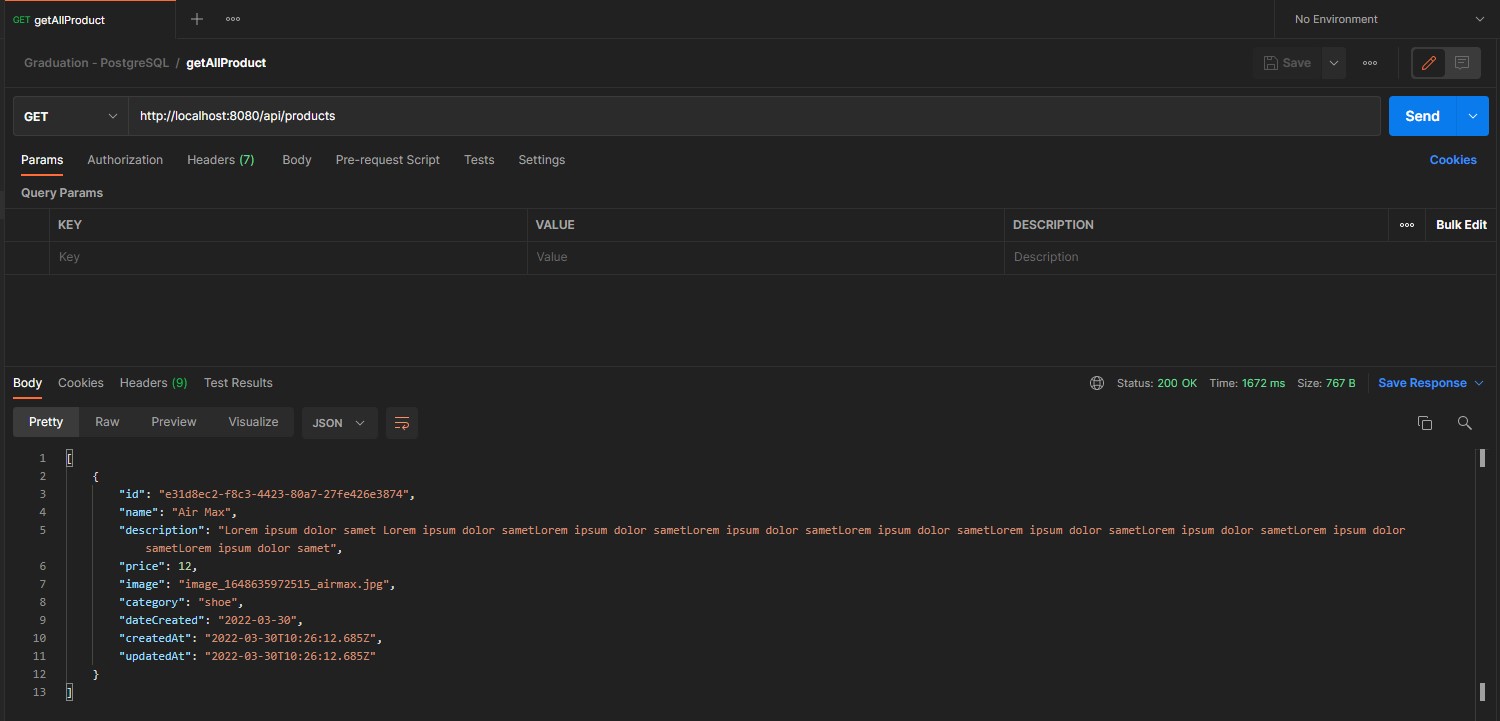 GET getAllProduct
No Environment
Graduation - PostgreSQL / getAllProduct
Save
GET http://localhost:8080/api/products Send
Params Authorization Headers (7) Body Pre-request Script Tests Settings Cookies
Query Params
KEY VALUE DESCRIPTION Bulk Edit
Key Value Description
Body Cookies Headers (9) Test Results Status: 200 OK Time: 1672 ms Size: 767 B Save Response
Pretty Raw Preview Visualize JSON
1 [
2 {
3 "id": "e31d8ec2-f8c3-4423-80a7-27fe426e3874",
4 "name": "Air Max",
5 "description": "Lorem ipsum dolor samet Lorem ipsum dolor sametLorem ipsum dolor sametLorem ipsum dolor sametLorem ipsum dolor sametLorem ipsum dolor sametLorem ipsum dolor sametLorem ipsum dolor
sametLorem ipsum dolor samet",
6 "price": 12,
7 "image": "image_1648635972515_airmax.jpg",
8 "category": "shoe",
9 "dateCreated": "2022-03-30",
10 "createdAt": "2022-03-30T10:26:12.685Z",
11 "updatedAt": "2022-03-30T10:26:12.685Z"
12 }
13 ]